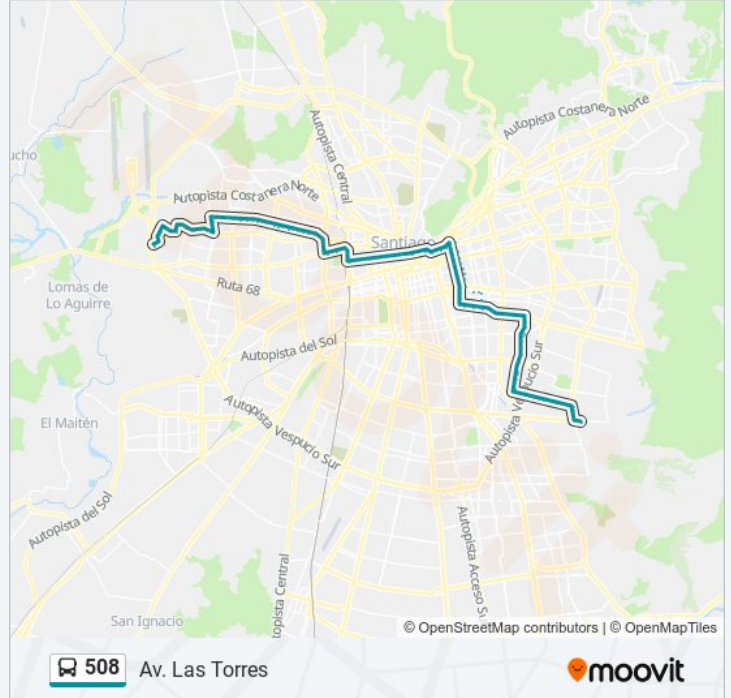 Autopista Costanera Norte
ucho
Autopista Central
Autopista Costanera Norte
Santiago
Lomas de
Lo Aguirre
Ruta 68
Autopista del Sol
Autopista Vespucio Sur
El Maitén
Autopista Vespucio Sur
Autopista del Sol
Autopista Acceso Su
opista Central
San Ignacio
© OpenStreetMap contributors | © OpenMapTiles
508 Av. Las Torres
moovit